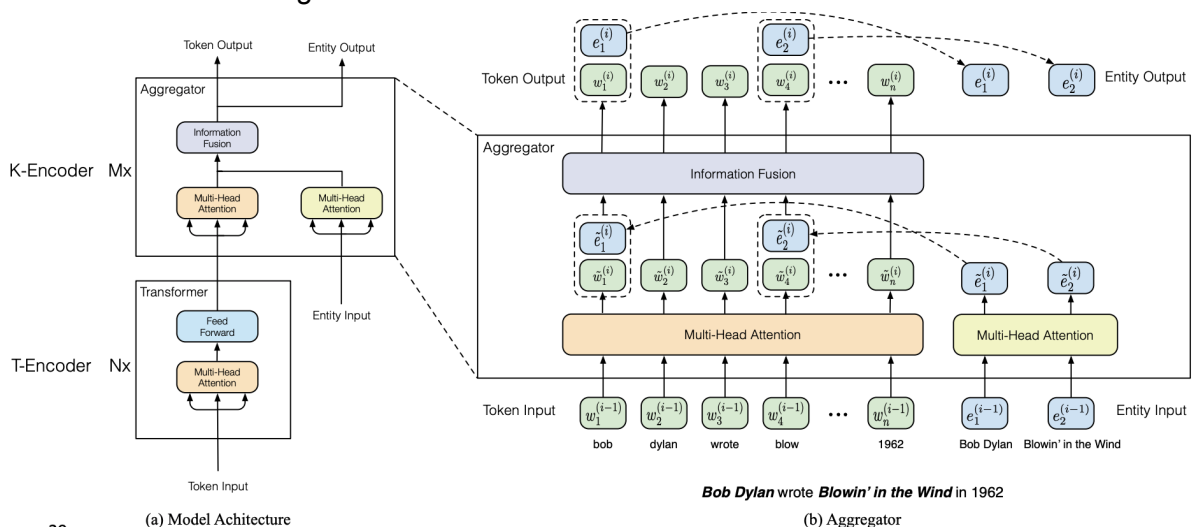 Token Output
Entity Output
Aggregator
Information
Fusion
K-Encoder Mx
Multi-Head
Attention
Multi-Head
Attention
Transformer
Entity Input
Feed
Forward
T-Encoder Nx
Multi-Head
Attention
Token Input
(a) Model Achitecture
e₁⁽ⁱ⁾ e₂⁽ⁱ⁾
Token Output w₁⁽ⁱ⁾ w₂⁽ⁱ⁾ w₃⁽ⁱ⁾ w₄⁽ⁱ⁾ ••• wₙ⁽ⁱ⁾ e₁⁽ⁱ⁾ e₂⁽ⁱ⁾ Entity Output
Aggregator
Information Fusion
ẽ₁⁽ⁱ⁾ ẽ₂⁽ⁱ⁾
w̃₁⁽ⁱ⁾ w̃₂⁽ⁱ⁾ w̃₃⁽ⁱ⁾ w̃₄⁽ⁱ⁾ ••• w̃ₙ⁽ⁱ⁾ ẽ₁⁽ⁱ⁾ ẽ₂⁽ⁱ⁾
Multi-Head Attention Multi-Head Attention
Token Input w₁⁽ⁱ⁻¹⁾ w₂⁽ⁱ⁻¹⁾ w₃⁽ⁱ⁻¹⁾ w₄⁽ⁱ⁻¹⁾ ••• wₙ⁽ⁱ⁻¹⁾ e₁⁽ⁱ⁻¹⁾ e₂⁽ⁱ⁻¹⁾ Entity Input
bob dylan wrote blow 1962 Bob Dylan Blowin' in the Wind
Bob Dylan wrote Blowin' in the Wind in 1962
(b) Aggregator